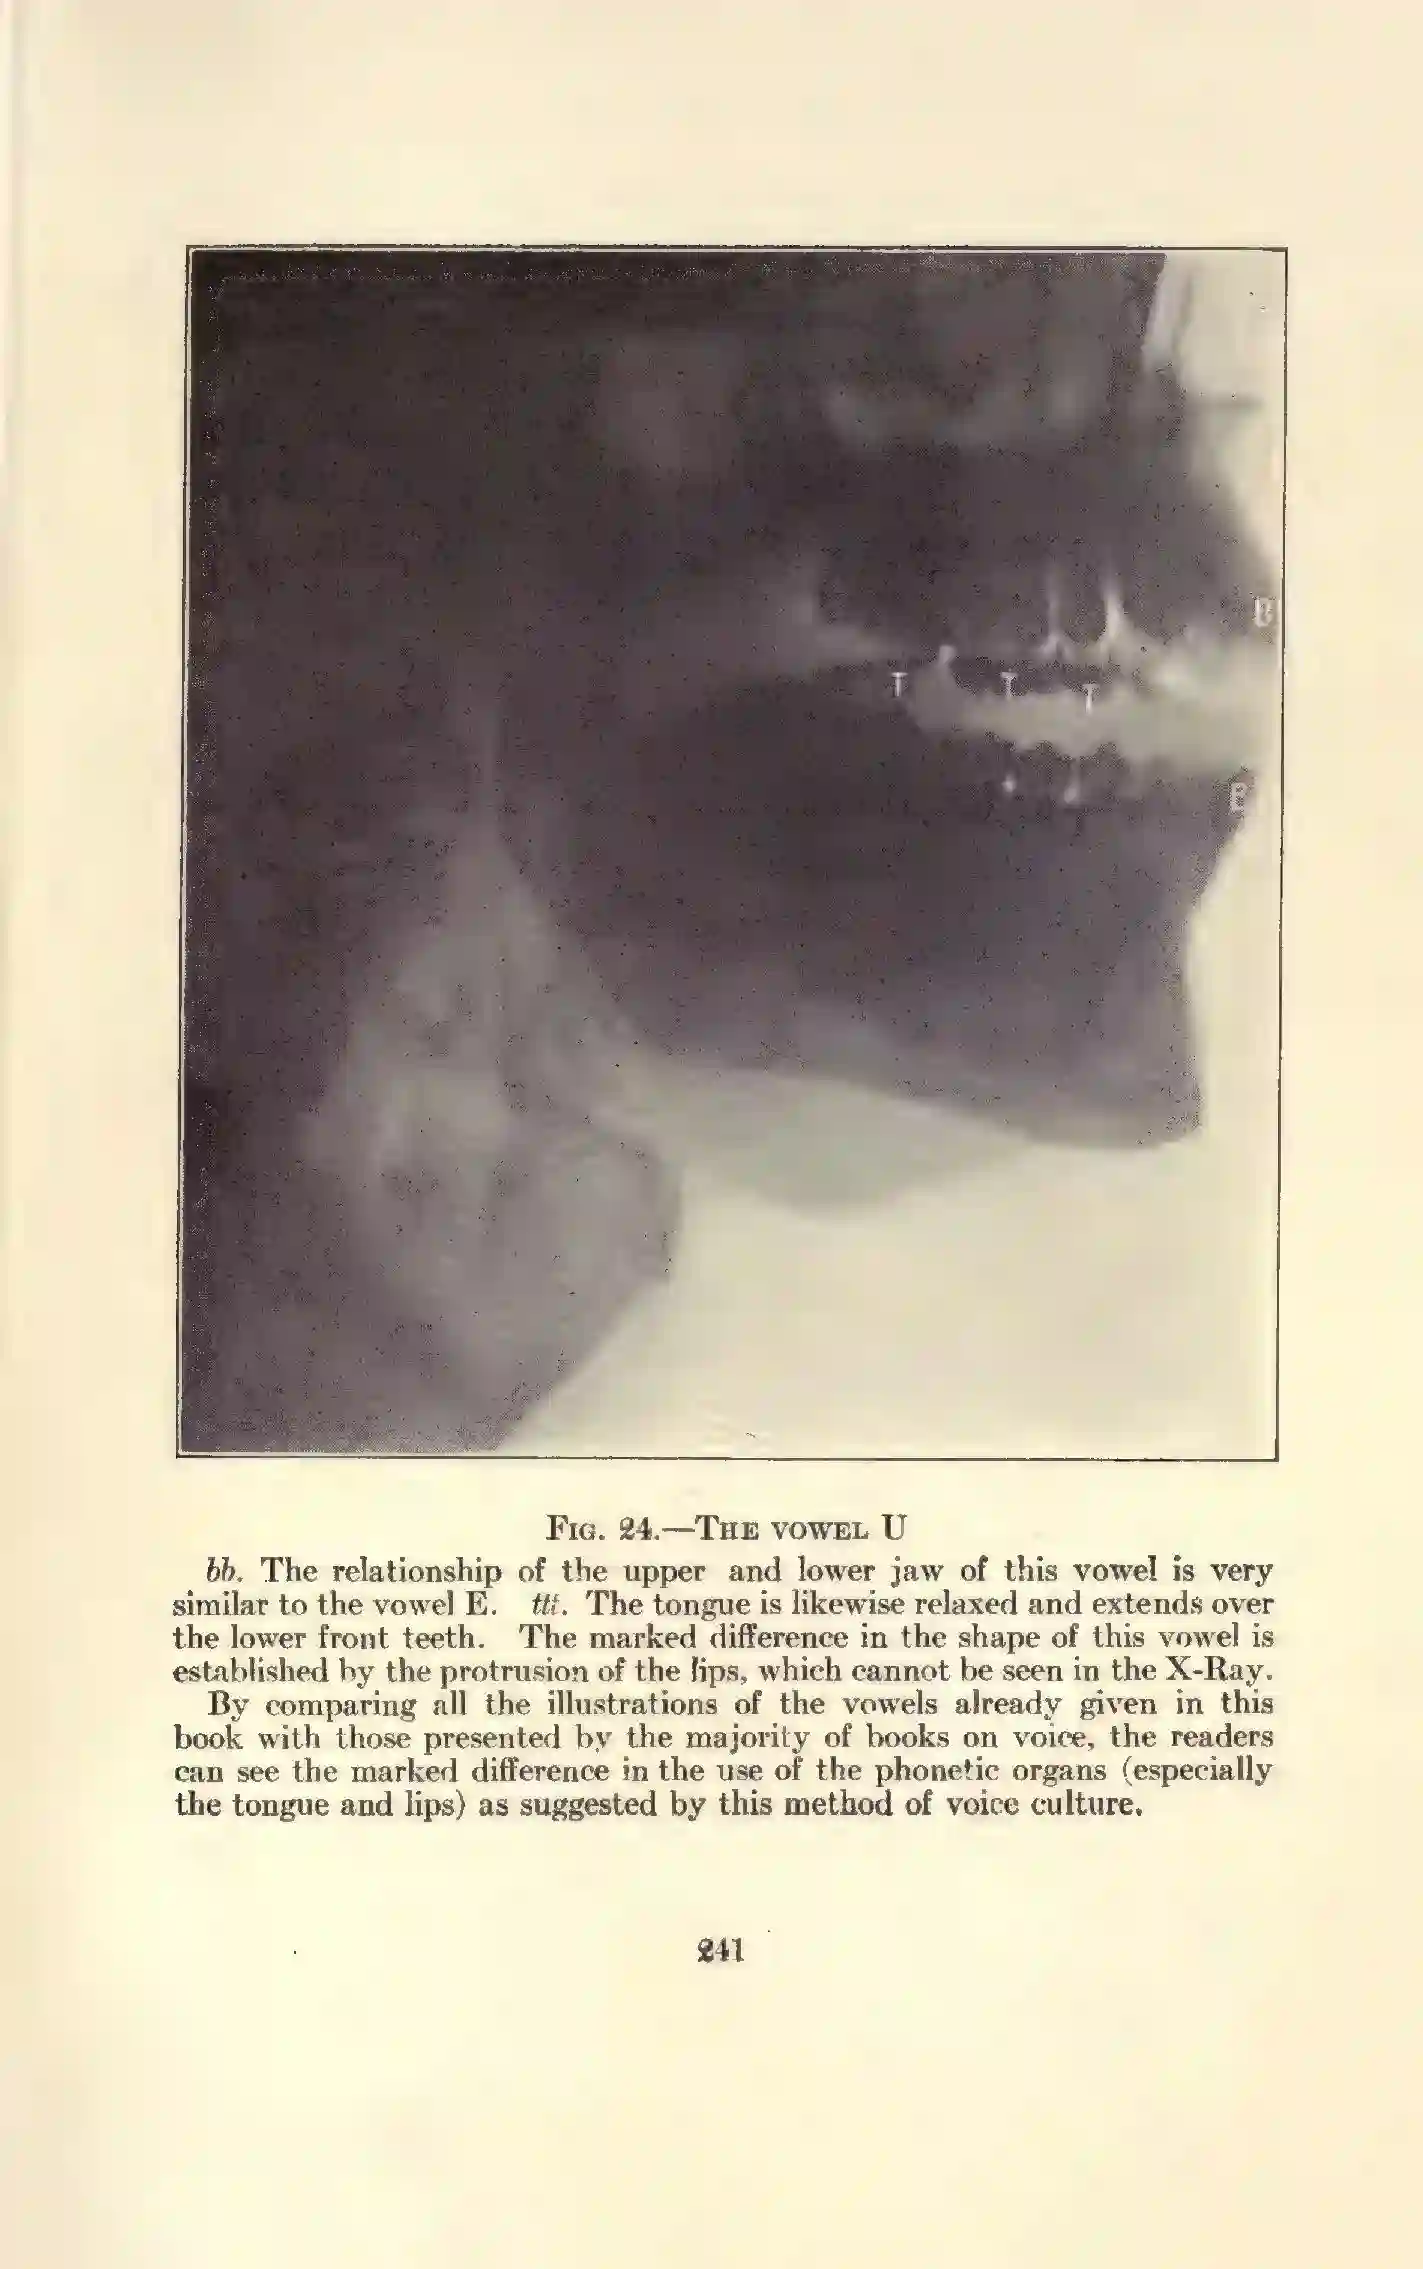 B
T T T
B
FIG. 24.—THE VOWEL U
bb. The relationship of the upper and lower jaw of this vowel is very
similar to the vowel E. ttt. The tongue is likewise relaxed and extends over
the lower front teeth. The marked difference in the shape of this vowel is
established by the protrusion of the lips, which cannot be seen in the X-Ray.
By comparing all the illustrations of the vowels already given in this
book with those presented by the majority of books on voice, the readers
can see the marked difference in the use of the phonetic organs (especially
the tongue and lips) as suggested by this method of voice culture.
241